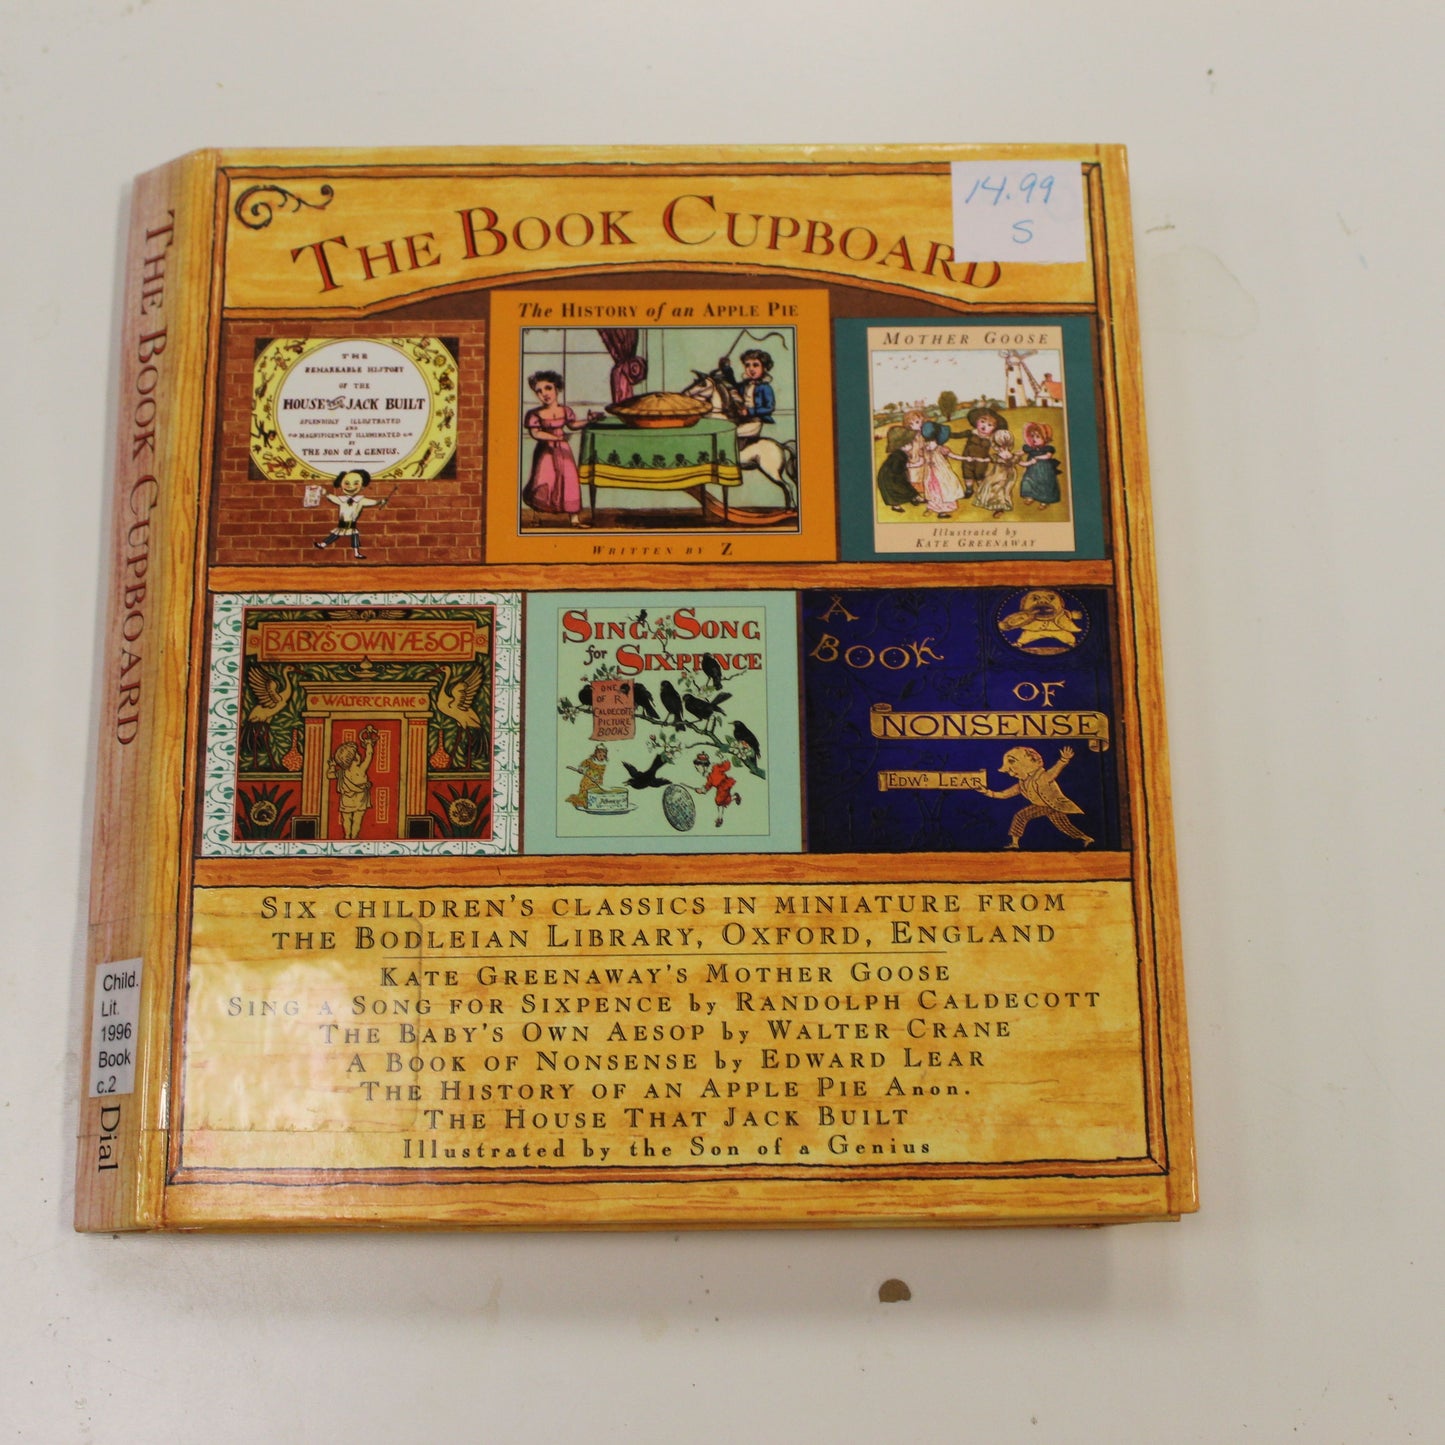 THE BOOK CUPBOARD
14.99
S
THE BOOK CUPBOARD
Child.
Lit.
1996
Book
c.2
Dial
THE
REMARKABLE HISTORY
OF THE
HOUSE THAT JACK BUILT
SPLENDIDLY ILLUSTRATED
AND
MAGNIFICENTLY ILLUMINATED
BY
THE SON OF A GENIUS.
The HISTORY of an APPLE PIE
WRITTEN BY Z
MOTHER GOOSE
Illustrated by
KATE GREENAWAY
BABY'S·OWN·ÆSOP
WALTER·CRANE
SING A SONG
for SIXPENCE
ONE
OF R
CALDECOTT'S
PICTURE
BOOKS
A
BOOK
OF
NONSENSE
BY
EDWD LEAR
SIX CHILDREN'S CLASSICS IN MINIATURE FROM
THE BODLEIAN LIBRARY, OXFORD, ENGLAND
KATE GREENAWAY'S MOTHER GOOSE
SING A SONG FOR SIXPENCE by RANDOLPH CALDECOTT
THE BABY'S OWN AESOP by WALTER CRANE
A BOOK OF NONSENSE by EDWARD LEAR
THE HISTORY OF AN APPLE PIE Anon.
THE HOUSE THAT JACK BUILT
Illustrated by the Son of a Genius